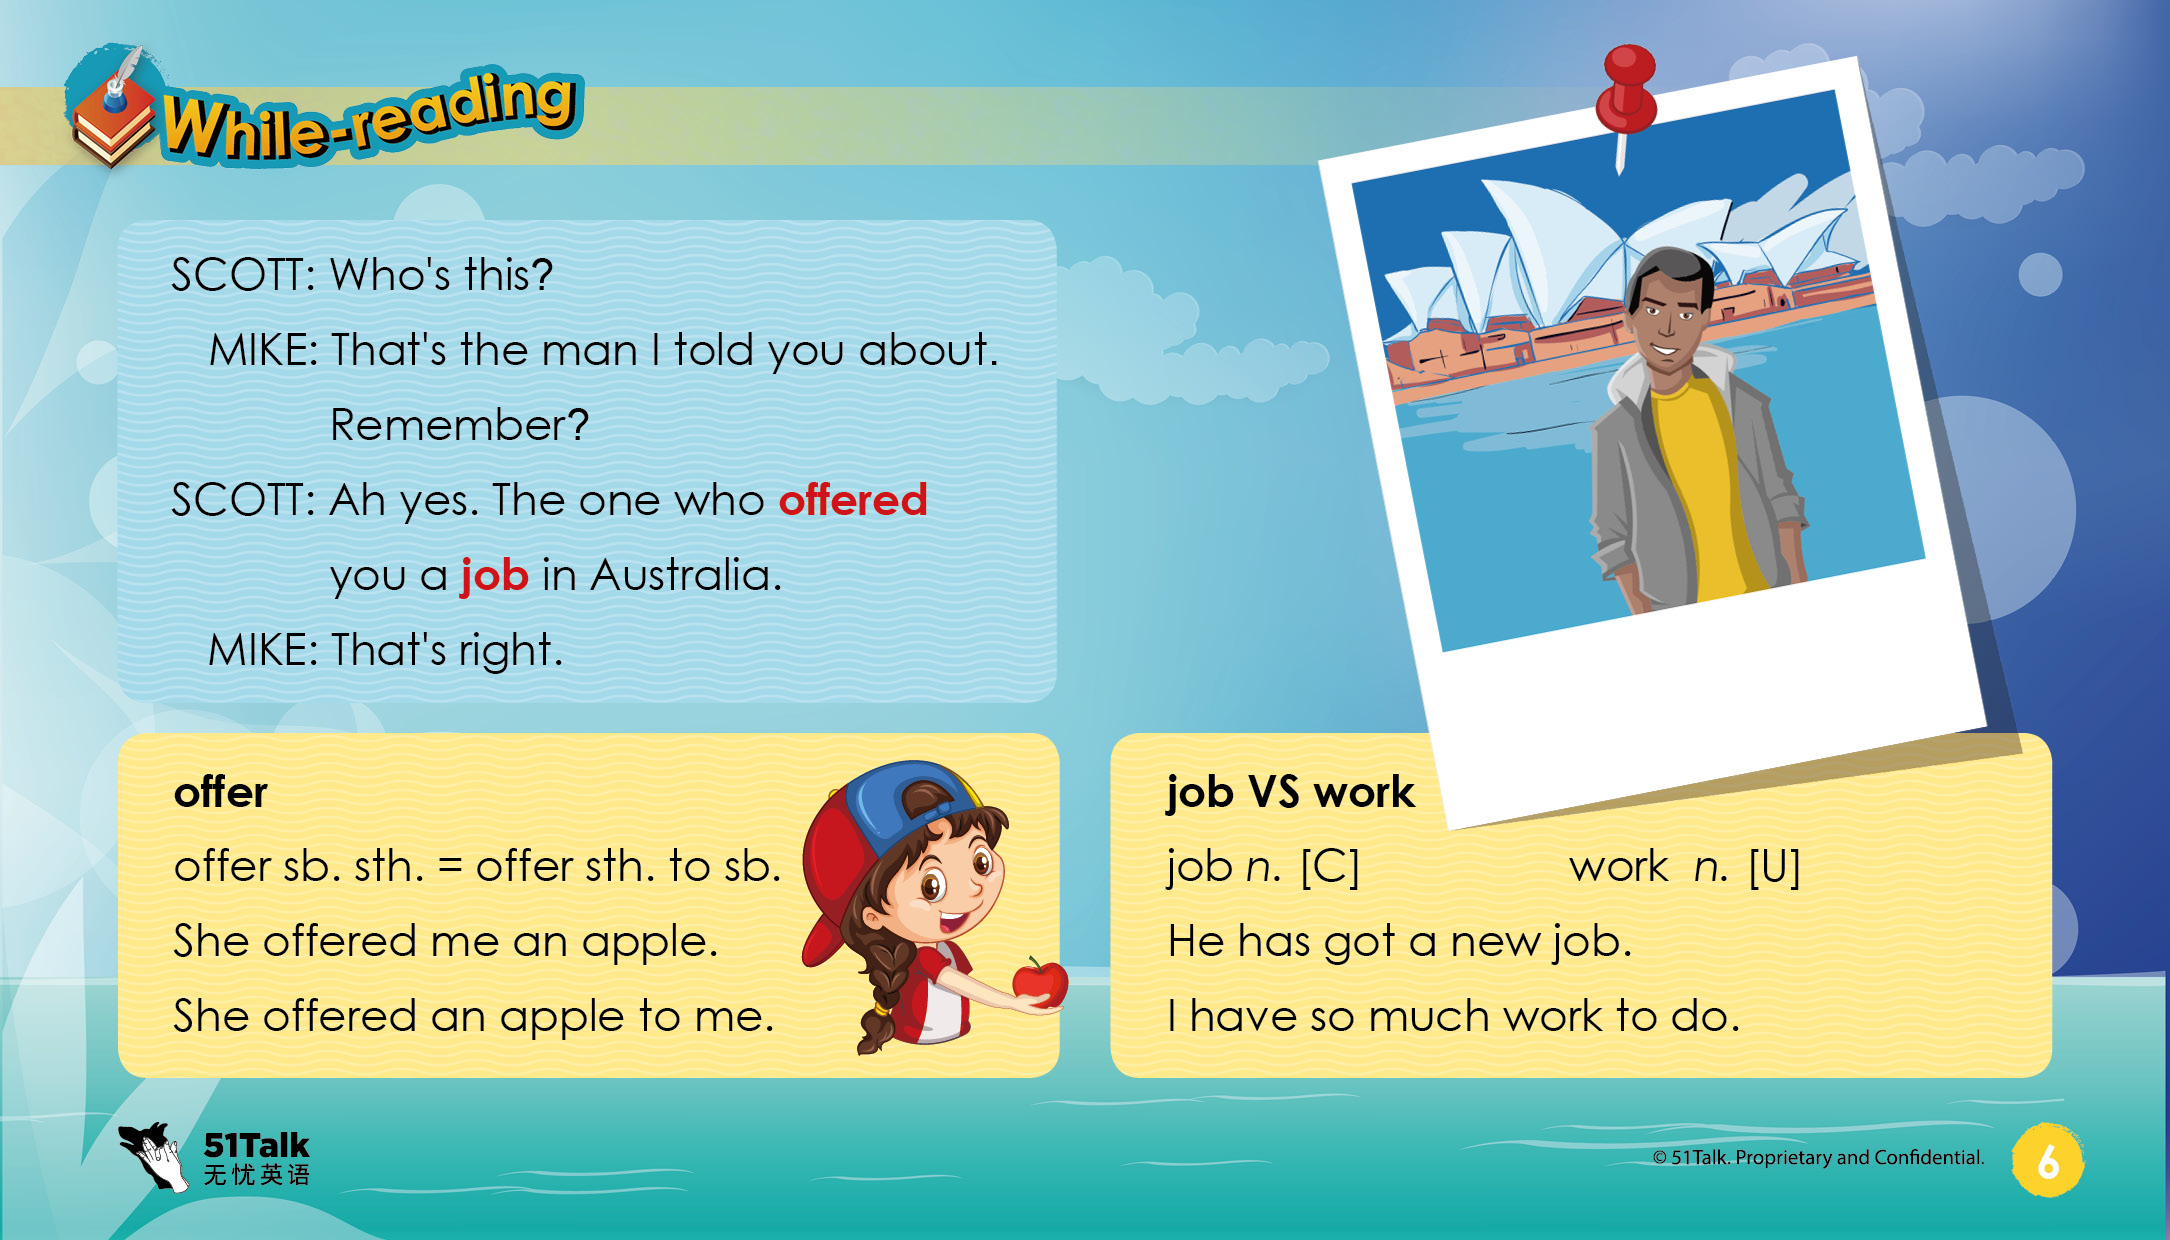 While-reading
SCOTT: Who's this?
MIKE: That's the man I told you about.
Remember?
SCOTT: Ah yes. The one who offered
you a job in Australia.
MIKE: That's right.
offer
offer sb. sth. = offer sth. to sb.
She offered me an apple.
She offered an apple to me.
job VS work
job n. [C] work n. [U]
He has got a new job.
I have so much work to do.
51Talk
无忧英语
© 51Talk. Proprietary and Confidential.
6